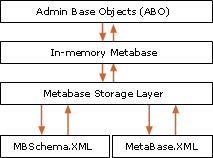 Admin Base Objects (ABO)
In-memory Metabase
Metabase Storage Layer
MBSchema.XML
MetaBase.XML